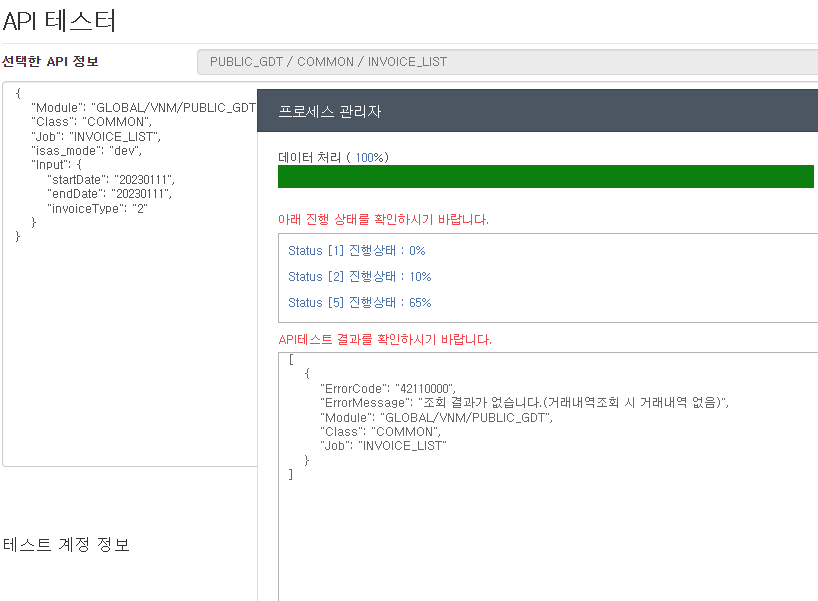 API 테스터
선택한 API 정보
PUBLIC_GDT / COMMON / INVOICE_LIST
{
"Module": "GLOBAL/VNM/PUBLIC_GDT
"Class": "COMMON",
"Job": "INVOICE_LIST",
"isas_mode": "dev",
"Input": {
"startDate": "20230111",
"endDate": "20230111",
"invoiceType": "2"
}
}
프로세스 관리자
데이터 처리 ( 100%)
아래 진행 상태를 확인하시기 바랍니다.
Status [1] 진행상태 : 0%
Status [2] 진행상태 : 10%
Status [5] 진행상태 : 65%
API테스트 결과를 확인하시기 바랍니다.
[
{
"ErrorCode": "42110000",
"ErrorMessage": "조회 결과가 없습니다.(거래내역조회 시 거래내역 없음)",
"Module": "GLOBAL/VNM/PUBLIC_GDT",
"Class": "COMMON",
"Job": "INVOICE_LIST"
}
]
테스트 계정 정보